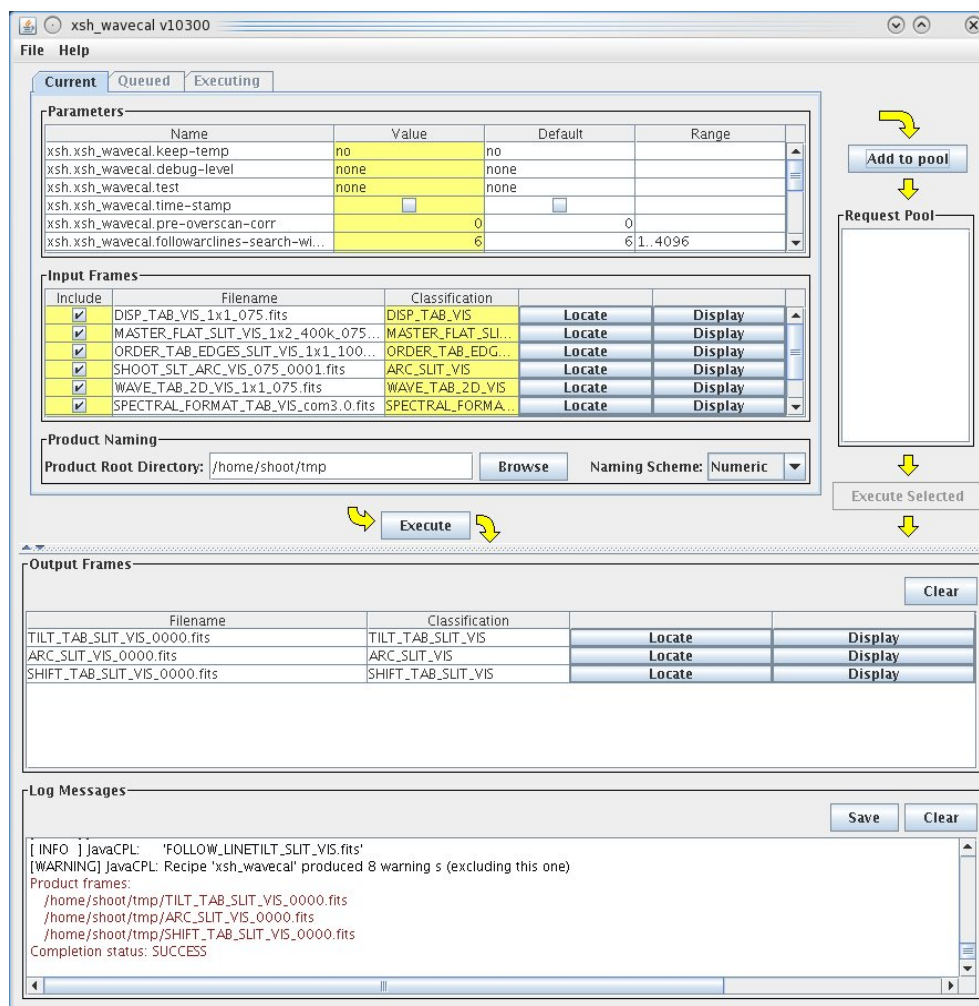 xsh_wavecal v10300
File Help
Current Queued Executing
Parameters
Name Value Default Range
xsh.xsh_wavecal.keep-temp no no
xsh.xsh_wavecal.debug-level none none
xsh.xsh_wavecal.test none none
xsh.xsh_wavecal.time-stamp
xsh.xsh_wavecal.pre-overscan-corr 0 0
xsh.xsh_wavecal.followarclines-search-wi... 6 6 1..4096
Add to pool
Request Pool
Input Frames
Include Filename Classification
DISP_TAB_VIS_1x1_075.fits DISP_TAB_VIS Locate Display
MASTER_FLAT_SLIT_VIS_1x2_400k_075... MASTER_FLAT_SLI... Locate Display
ORDER_TAB_EDGES_SLIT_VIS_1x1_100... ORDER_TAB_EDG... Locate Display
SHOOT_SLT_ARC_VIS_075_0001.fits ARC_SLIT_VIS Locate Display
WAVE_TAB_2D_VIS_1x1_075.fits WAVE_TAB_2D_VIS Locate Display
SPECTRAL_FORMAT_TAB_VIS_com3.0.fits SPECTRAL_FORMA... Locate Display
Product Naming
Product Root Directory: /home/shoot/tmp Browse Naming Scheme: Numeric
Execute Selected
Execute
Output Frames
Clear
Filename Classification
TILT_TAB_SLIT_VIS_0000.fits TILT_TAB_SLIT_VIS Locate Display
ARC_SLIT_VIS_0000.fits ARC_SLIT_VIS Locate Display
SHIFT_TAB_SLIT_VIS_0000.fits SHIFT_TAB_SLIT_VIS Locate Display
Log Messages
Save Clear
[ INFO ] JavaCPL: 'FOLLOW_LINETILT_SLIT_VIS.fits'
[WARNING] JavaCPL: Recipe 'xsh_wavecal' produced 8 warning s (excluding this one)
Product frames:
/home/shoot/tmp/TILT_TAB_SLIT_VIS_0000.fits
/home/shoot/tmp/ARC_SLIT_VIS_0000.fits
/home/shoot/tmp/SHIFT_TAB_SLIT_VIS_0000.fits
Completion status: SUCCESS